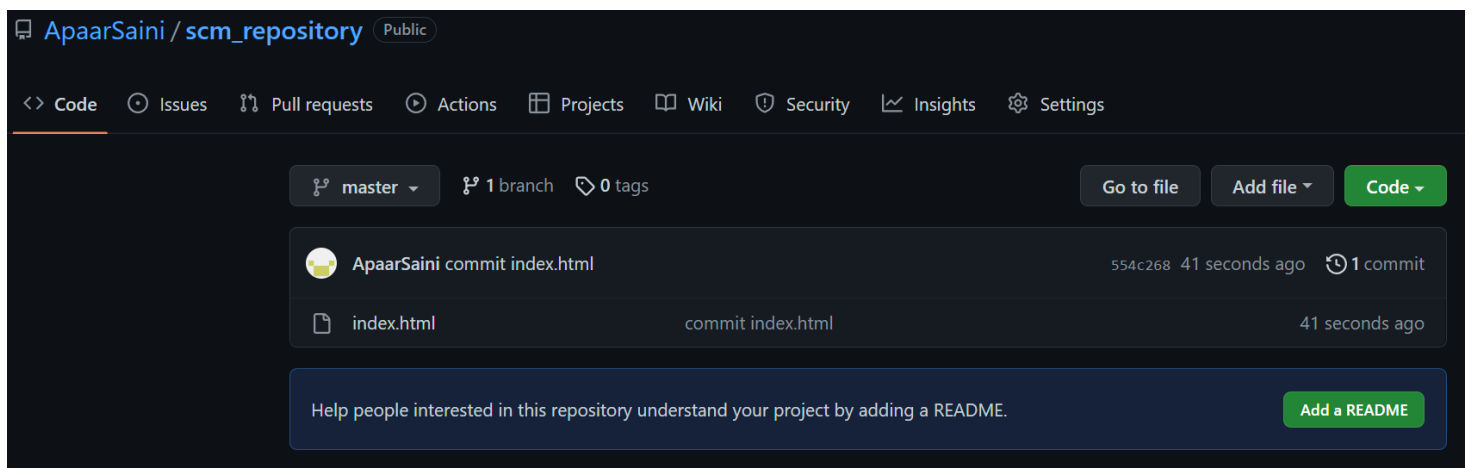 ApaarSaini / scm_repository Public
Code Issues Pull requests Actions Projects Wiki Security Insights Settings
master 1 branch 0 tags Go to file Add file Code
ApaarSaini commit index.html 554c268 41 seconds ago 1 commit
index.html commit index.html 41 seconds ago
Help people interested in this repository understand your project by adding a README. Add a README